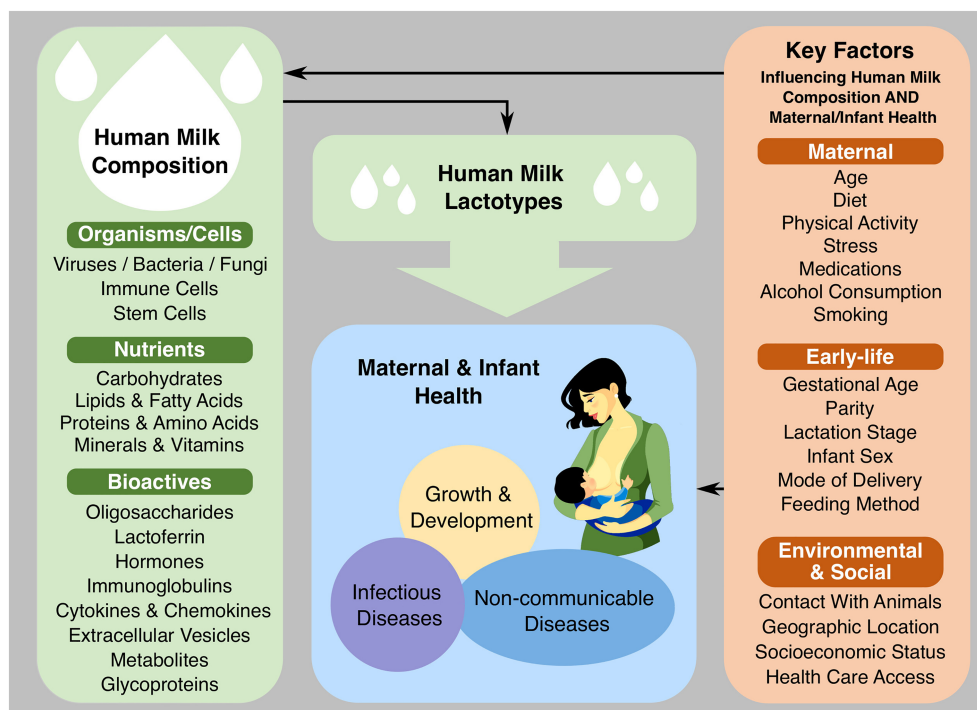 Human Milk
Composition
Organisms/Cells
Viruses / Bacteria / Fungi
Immune Cells
Stem Cells
Nutrients
Carbohydrates
Lipids & Fatty Acids
Proteins & Amino Acids
Minerals & Vitamins
Bioactives
Oligosaccharides
Lactoferrin
Hormones
Immunoglobulins
Cytokines & Chemokines
Extracellular Vesicles
Metabolites
Glycoproteins
Human Milk
Lactotypes
Maternal & Infant
Health
Growth &
Development
Infectious
Diseases
Non-communicable
Diseases
Key Factors
Influencing Human Milk
Composition AND
Maternal/Infant Health
Maternal
Age
Diet
Physical Activity
Stress
Medications
Alcohol Consumption
Smoking
Early-life
Gestational Age
Parity
Lactation Stage
Infant Sex
Mode of Delivery
Feeding Method
Environmental
& Social
Contact With Animals
Geographic Location
Socioeconomic Status
Health Care Access